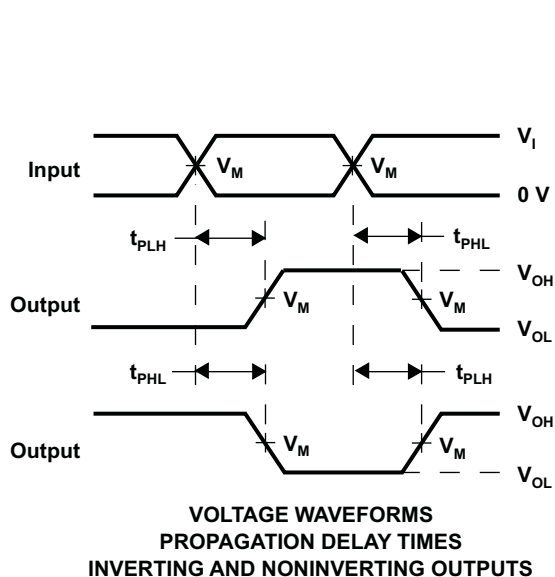 V_I
Input
V_M
V_M
0 V
t_PLH
t_PHL
V_OH
Output
V_M
V_M
V_OL
t_PHL
t_PLH
V_OH
Output
V_M
V_M
V_OL
VOLTAGE WAVEFORMS
PROPAGATION DELAY TIMES
INVERTING AND NONINVERTING OUTPUTS